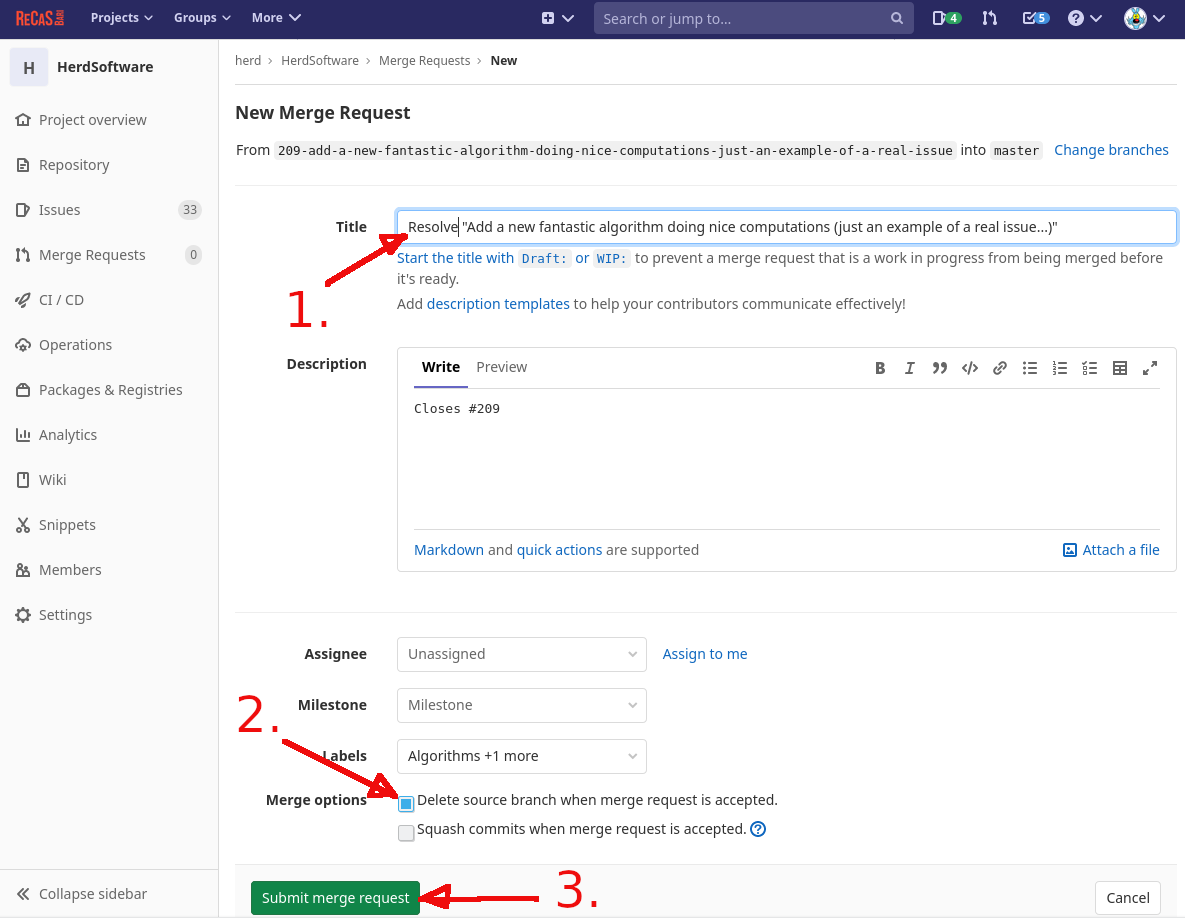 ReCaS BARI Projects Groups More Search or jump to... 4 5
H HerdSoftware
Project overview
Repository
Issues 33
Merge Requests 0
CI / CD
Operations
Packages & Registries
Analytics
Wiki
Snippets
Members
Settings
Collapse sidebar
herd › HerdSoftware › Merge Requests › New
New Merge Request
From 209-add-a-new-fantastic-algorithm-doing-nice-computations-just-an-example-of-a-real-issue into master Change branches
Title Resolve "Add a new fantastic algorithm doing nice computations (just an example of a real issue...)"
Start the title with Draft: or WIP: to prevent a merge request that is a work in progress from being merged before
it's ready.
1.
Add description templates to help your contributors communicate effectively!
Description Write Preview
Closes #209
Markdown and quick actions are supported Attach a file
Assignee Unassigned Assign to me
Milestone Milestone
2.
Labels Algorithms +1 more
Merge options Delete source branch when merge request is accepted.
Squash commits when merge request is accepted.
Submit merge request 3. Cancel